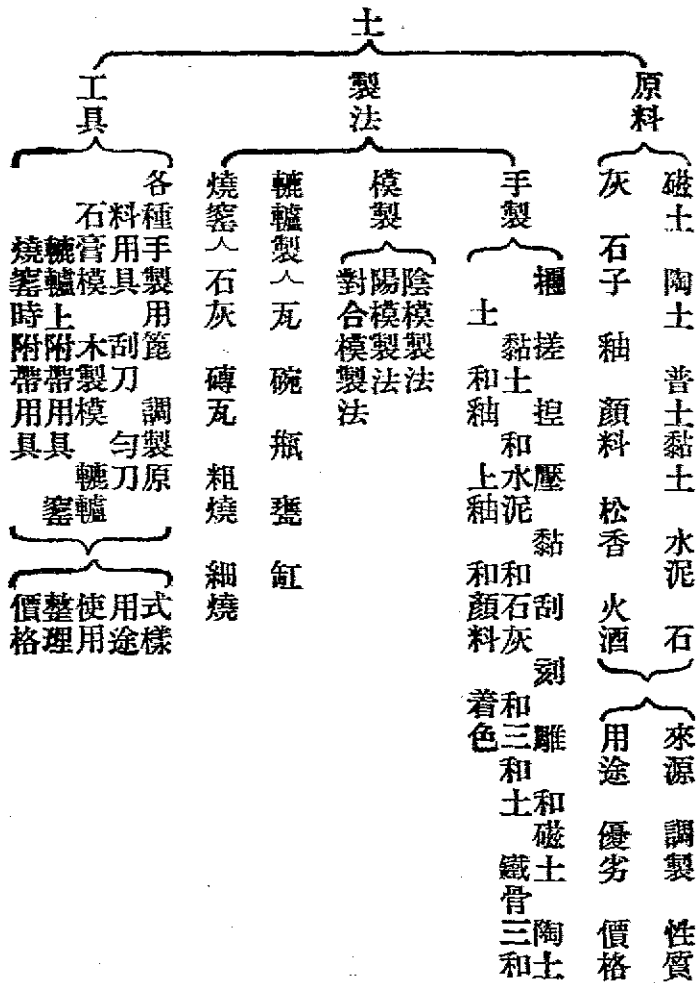 土
原料
磁土 陶土 普土黏土 水泥 石
灰 石子 釉 顏料 松香 火酒
來源 調製 性質
用途 優劣 價格
製法
手製
搓 捏 壓 黏 刮 刻 雕 和磁土 陶土
黏土 和水泥 和石灰 和三和土 鐵骨三和
土 和釉 上釉 和顏料 着色
模製
陰模製法
陽模製法
對合模製法
轆轤製 瓦 碗 瓶 甕 缸
燒窰 石灰 磚瓦 粗燒 細燒
工具
各種手製用篦 調製原
料用具 刮刀 勻刀
石膏模 木製模 轆轤
轆轤上附帶用具 窰
燒窰時附帶用具
式樣
用途
使用
整理
價格